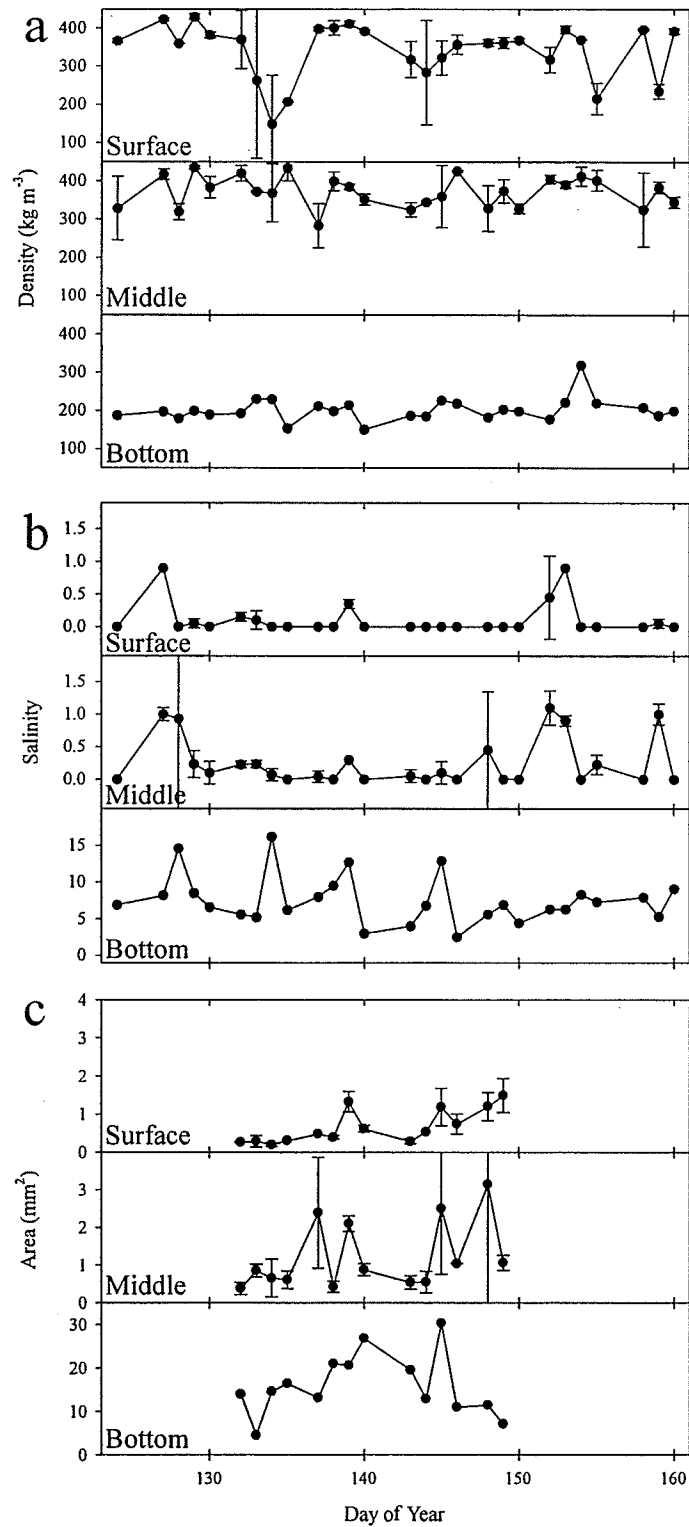 a
400
300
200
100
Surface
400
300
200
100
Middle
400
300
200
100
Bottom
Density (kg m⁻³)
b
1.5
1.0
0.5
0.0
Surface
1.5
1.0
0.5
0.0
Middle
15
10
5
0
Bottom
Salinity
c
4
3
2
1
0
Surface
3
2
1
0
Middle
30
20
10
0
Bottom
Area (mm²)
130
140
150
160
Day of Year